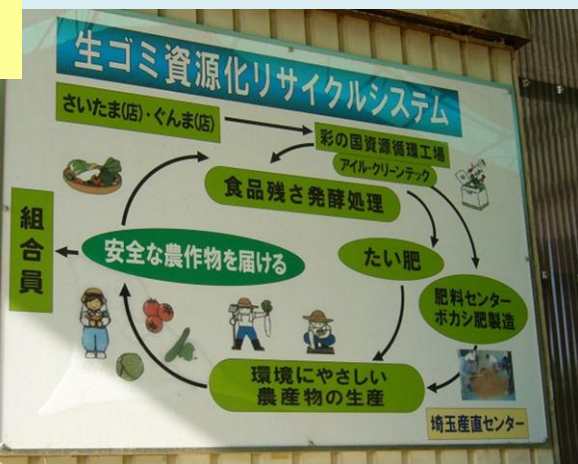 生ゴミ資源化リサイクルシステム
さいたま(店)・ぐんま(店)
彩の国資源循環工場
アイル・クリーンテック
食品残さ発酵処理
組合員
安全な農作物を届ける
たい肥
肥料センター
ボカシ肥製造
環境にやさしい
農産物の生産
埼玉産直センター